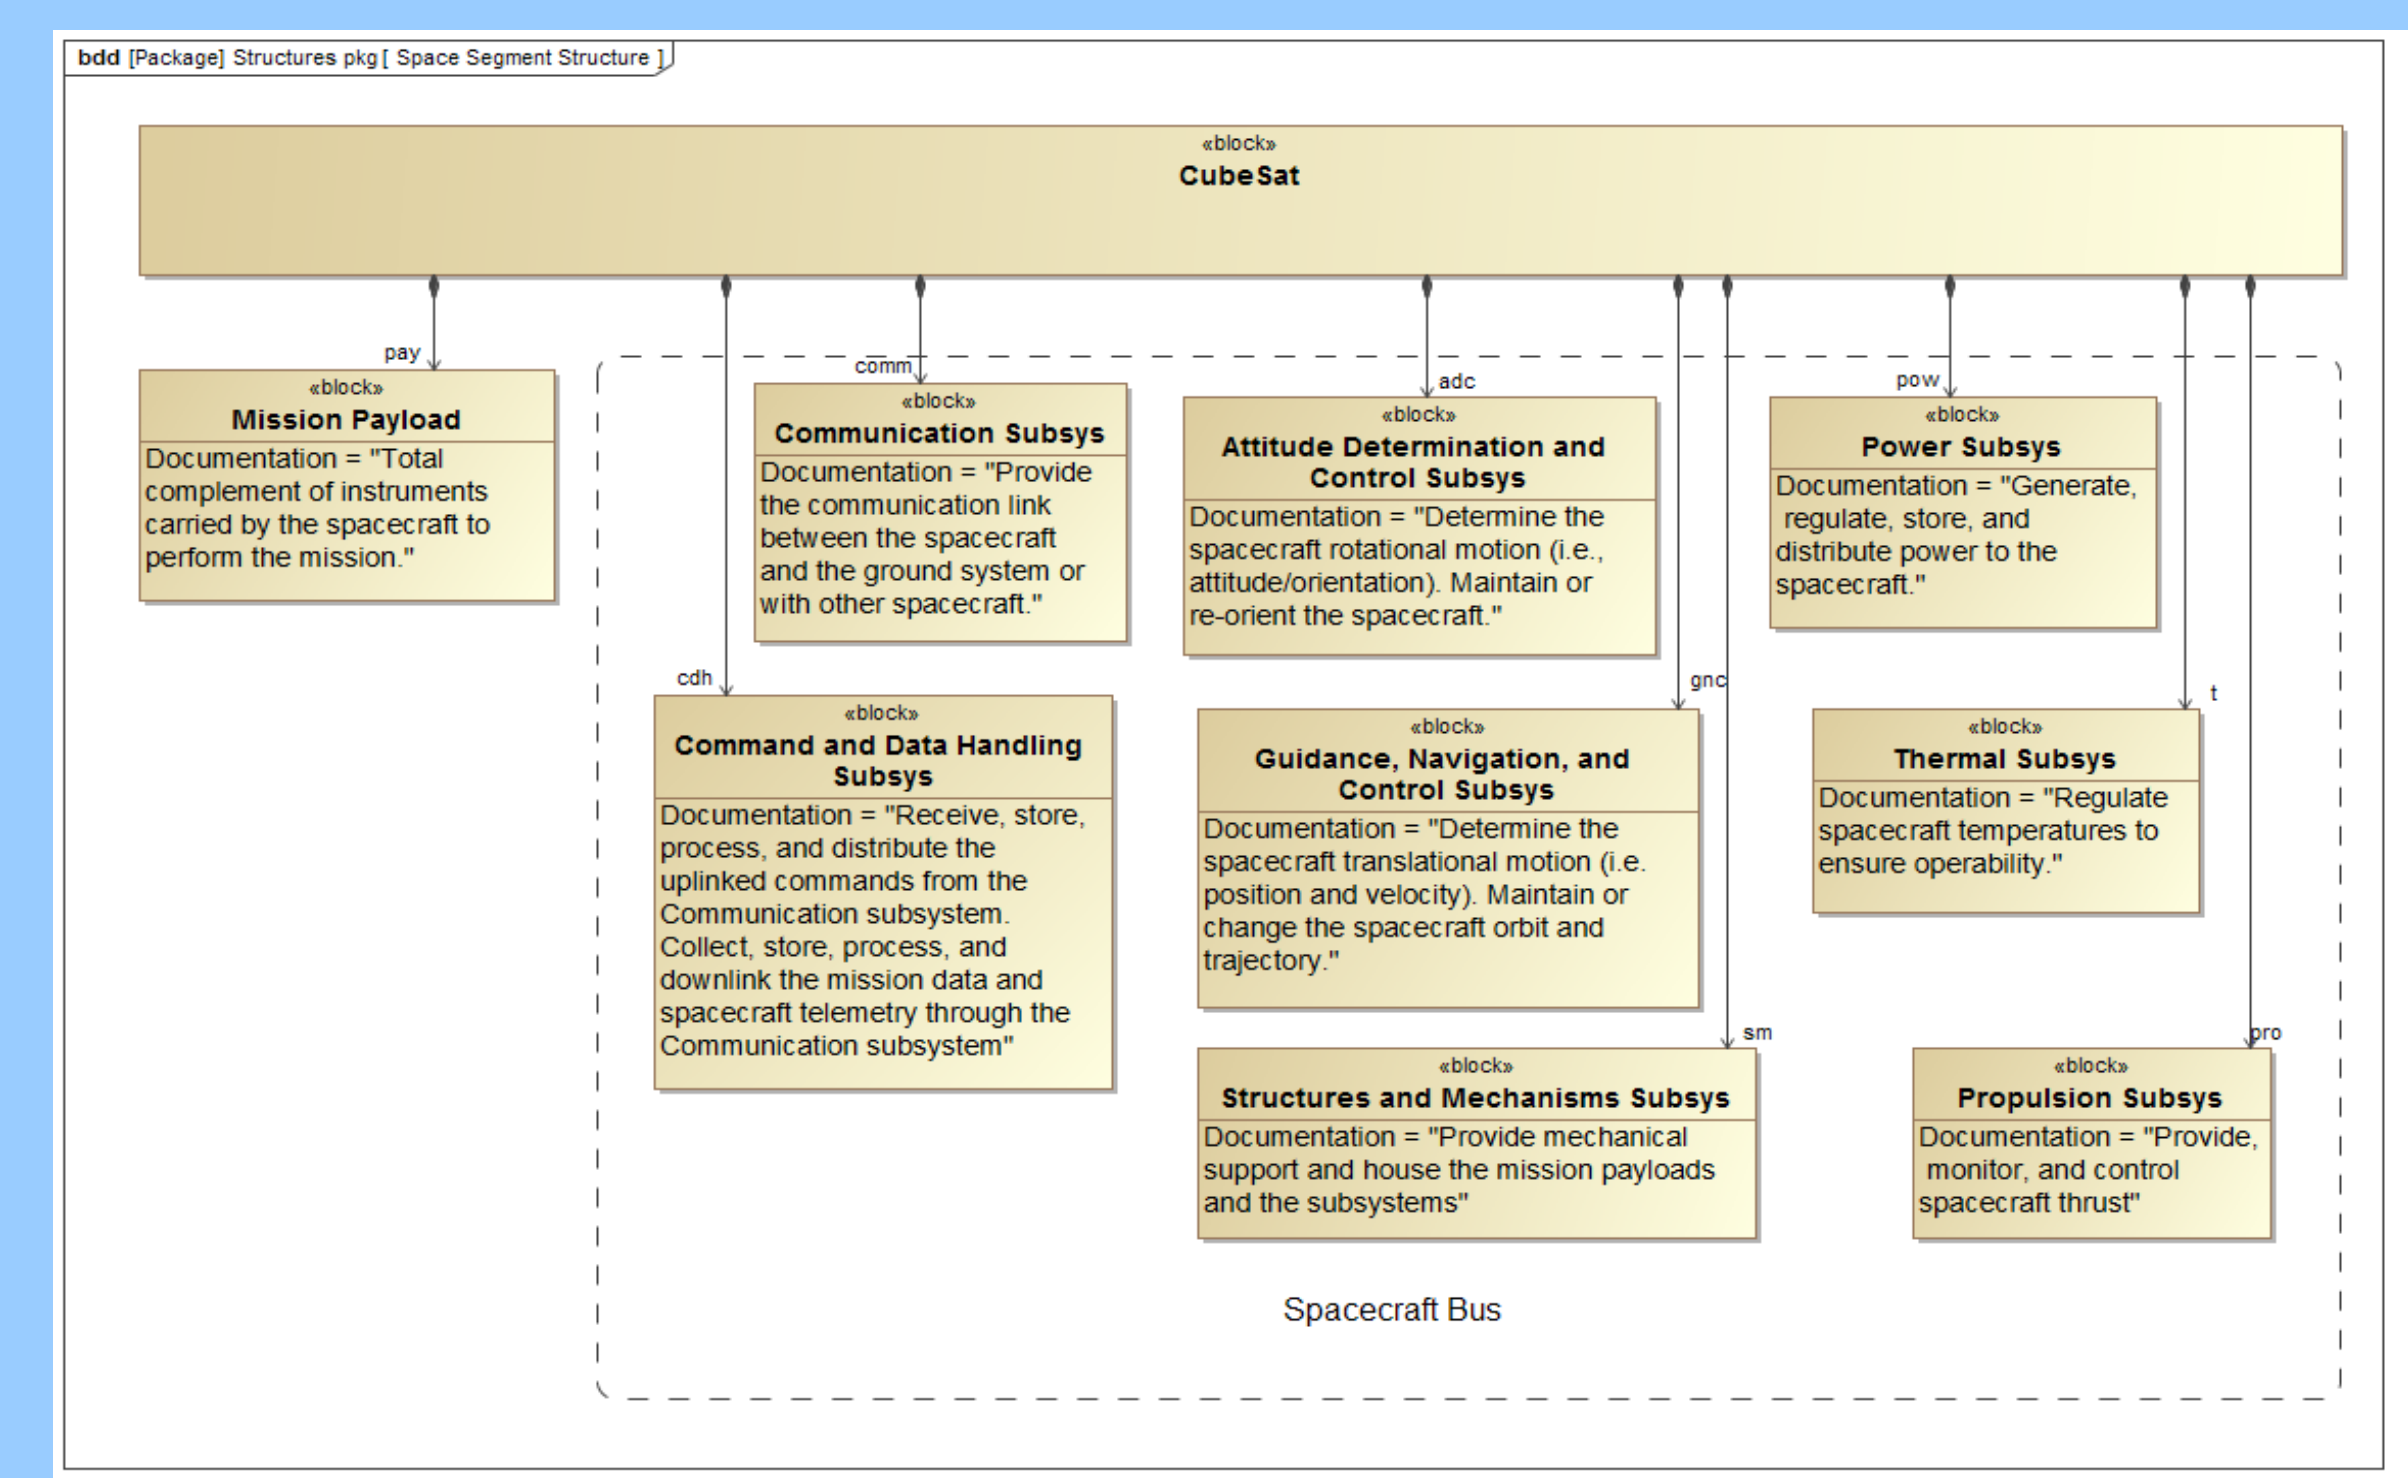 bdd [Package] Structures pkg [ Space Segment Structure ]
«block»
CubeSat
pay
«block»
Mission Payload
Documentation = "Total
complement of instruments
carried by the spacecraft to
perform the mission."
comm
«block»
Communication Subsys
Documentation = "Provide
the communication link
between the spacecraft
and the ground system or
with other spacecraft."
adc
«block»
Attitude Determination and
Control Subsys
Documentation = "Determine the
spacecraft rotational motion (i.e.,
attitude/orientation). Maintain or
re-orient the spacecraft."
pow
«block»
Power Subsys
Documentation = "Generate,
regulate, store, and
distribute power to the
spacecraft."
cdh
«block»
Command and Data Handling
Subsys
Documentation = "Receive, store,
process, and distribute the
uplinked commands from the
Communication subsystem.
Collect, store, process, and
downlink the mission data and
spacecraft telemetry through the
Communication subsystem"
gnc
«block»
Guidance, Navigation, and
Control Subsys
Documentation = "Determine the
spacecraft translational motion (i.e.
position and velocity). Maintain or
change the spacecraft orbit and
trajectory."
t
«block»
Thermal Subsys
Documentation = "Regulate
spacecraft temperatures to
ensure operability."
sm
«block»
Structures and Mechanisms Subsys
Documentation = "Provide mechanical
support and house the mission payloads
and the subsystems"
pro
«block»
Propulsion Subsys
Documentation = "Provide,
monitor, and control
spacecraft thrust"
Spacecraft Bus